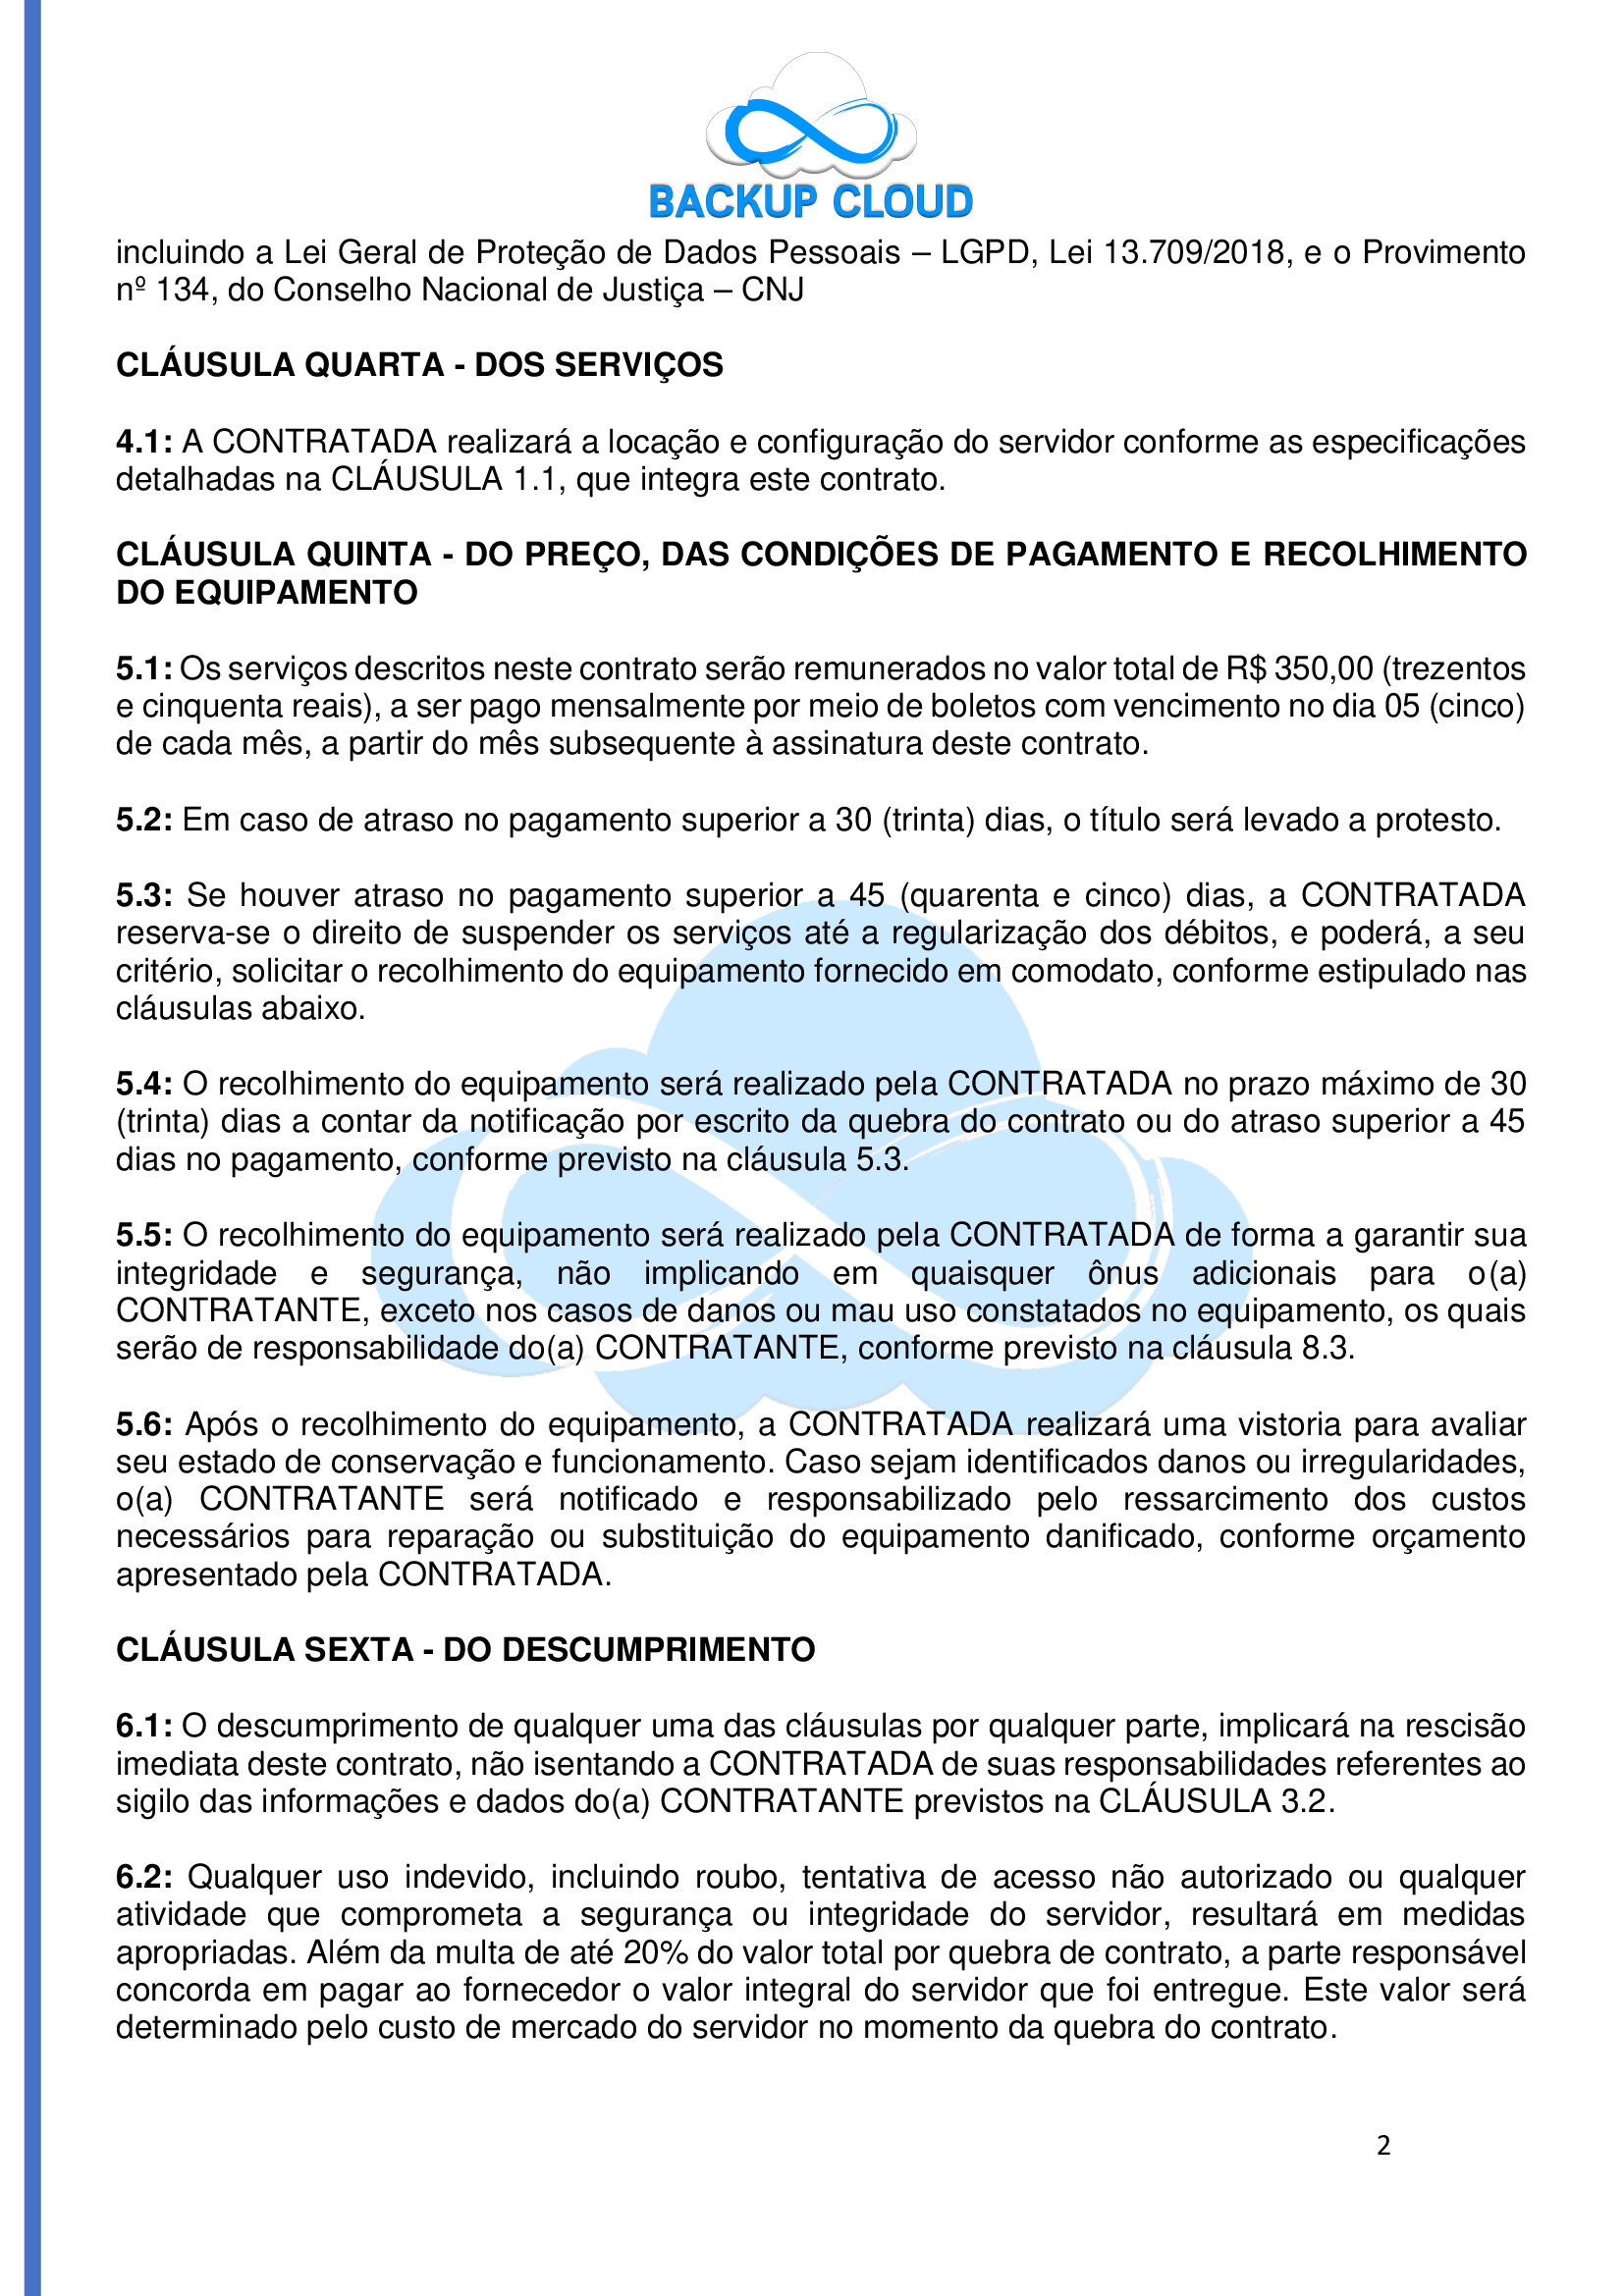 BACKUP CLOUD
incluindo a Lei Geral de Proteção de Dados Pessoais – LGPD, Lei 13.709/2018, e o Provimento
nº 134, do Conselho Nacional de Justiça – CNJ
CLÁUSULA QUARTA - DOS SERVIÇOS
4.1: A CONTRATADA realizará a locação e configuração do servidor conforme as especificações
detalhadas na CLÁUSULA 1.1, que integra este contrato.
CLÁUSULA QUINTA - DO PREÇO, DAS CONDIÇÕES DE PAGAMENTO E RECOLHIMENTO
DO EQUIPAMENTO
5.1: Os serviços descritos neste contrato serão remunerados no valor total de R$ 350,00 (trezentos
e cinquenta reais), a ser pago mensalmente por meio de boletos com vencimento no dia 05 (cinco)
de cada mês, a partir do mês subsequente à assinatura deste contrato.
5.2: Em caso de atraso no pagamento superior a 30 (trinta) dias, o título será levado a protesto.
5.3: Se houver atraso no pagamento superior a 45 (quarenta e cinco) dias, a CONTRATADA
reserva-se o direito de suspender os serviços até a regularização dos débitos, e poderá, a seu
critério, solicitar o recolhimento do equipamento fornecido em comodato, conforme estipulado nas
cláusulas abaixo.
5.4: O recolhimento do equipamento será realizado pela CONTRATADA no prazo máximo de 30
(trinta) dias a contar da notificação por escrito da quebra do contrato ou do atraso superior a 45
dias no pagamento, conforme previsto na cláusula 5.3.
5.5: O recolhimento do equipamento será realizado pela CONTRATADA de forma a garantir sua
integridade e segurança, não implicando em quaisquer ônus adicionais para o(a)
CONTRATANTE, exceto nos casos de danos ou mau uso constatados no equipamento, os quais
serão de responsabilidade do(a) CONTRATANTE, conforme previsto na cláusula 8.3.
5.6: Após o recolhimento do equipamento, a CONTRATADA realizará uma vistoria para avaliar
seu estado de conservação e funcionamento. Caso sejam identificados danos ou irregularidades,
o(a) CONTRATANTE será notificado e responsabilizado pelo ressarcimento dos custos
necessários para reparação ou substituição do equipamento danificado, conforme orçamento
apresentado pela CONTRATADA.
CLÁUSULA SEXTA - DO DESCUMPRIMENTO
6.1: O descumprimento de qualquer uma das cláusulas por qualquer parte, implicará na rescisão
imediata deste contrato, não isentando a CONTRATADA de suas responsabilidades referentes ao
sigilo das informações e dados do(a) CONTRATANTE previstos na CLÁUSULA 3.2.
6.2: Qualquer uso indevido, incluindo roubo, tentativa de acesso não autorizado ou qualquer
atividade que comprometa a segurança ou integridade do servidor, resultará em medidas
apropriadas. Além da multa de até 20% do valor total por quebra de contrato, a parte responsável
concorda em pagar ao fornecedor o valor integral do servidor que foi entregue. Este valor será
determinado pelo custo de mercado do servidor no momento da quebra do contrato.
2